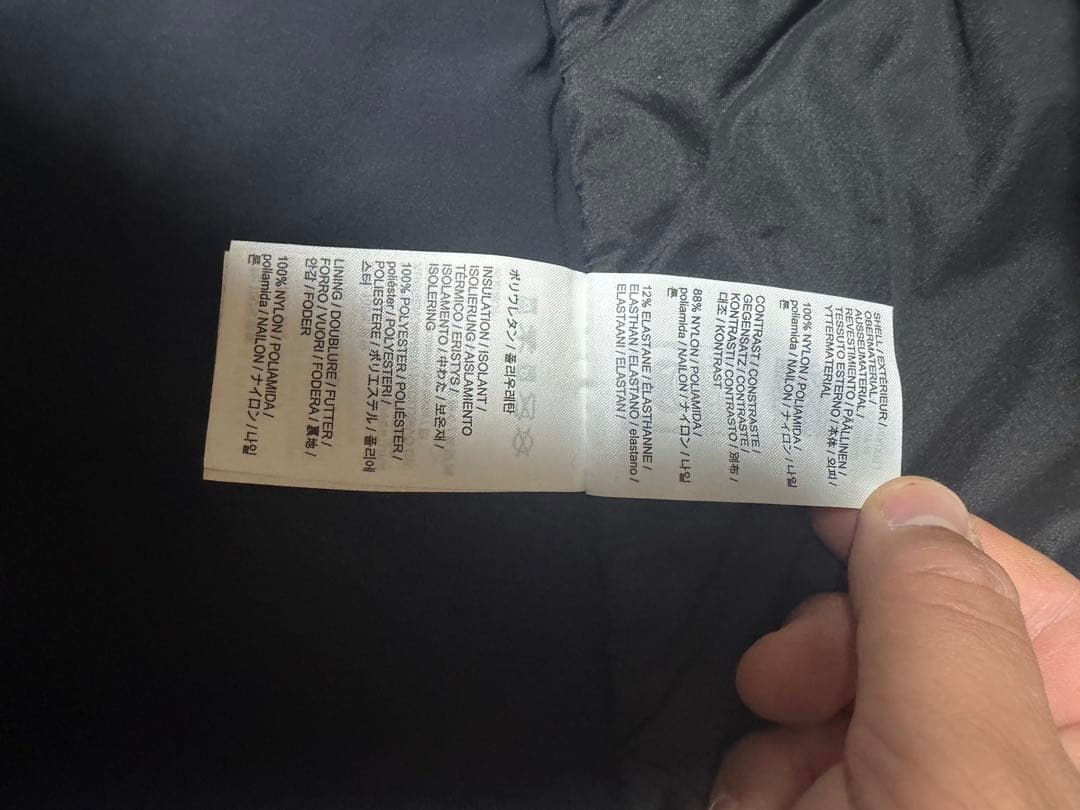 SHELL / EXTÉRIEUR /
OBERMATERIAL /
AUSSEUMATERIAL /
REVESTIMIENTO / PÄÄLLINEN /
TESSUTO ESTERNO / 本体 / 외피 /
YTTERMATERIAL
100% NYLON / POLIAMIDA /
poliamida / NAILON / ナイロン / 나일
론
CONTRAST / CONSTRASTE /
GEGENSATZ / CONTRASTE /
KONTRASTI / CONTRASTO / 別布 /
대조 / KONTRAST
88% NYLON / POLIAMIDA /
poliamida / NAILON / ナイロン / 나일
론
12% ELASTANE / ÉLASTHANNE /
ELASTHAN / ELASTANO / elastano /
ELASTAANI / ELASTAN /
ポリウレタン / 폴리우레탄
INSULATION / ISOLANT /
ISOLIERUNG / AISLAMIENTO
TÉRMICO / ERISTYS /
ISOLAMENTO / 中わた / 보온재 /
ISOLERING
100% POLYESTER / POLIÉSTER /
poliéster / POLYESTERI /
POLIESTERE / ポリエステル / 폴리에
스터
LINING / DOUBLURE / FUTTER /
FORRO / VUORI / FODERA / 裏地 /
안감 / FODER
100% NYLON / POLIAMIDA /
poliamida / NAILON / ナイロン / 나일
론